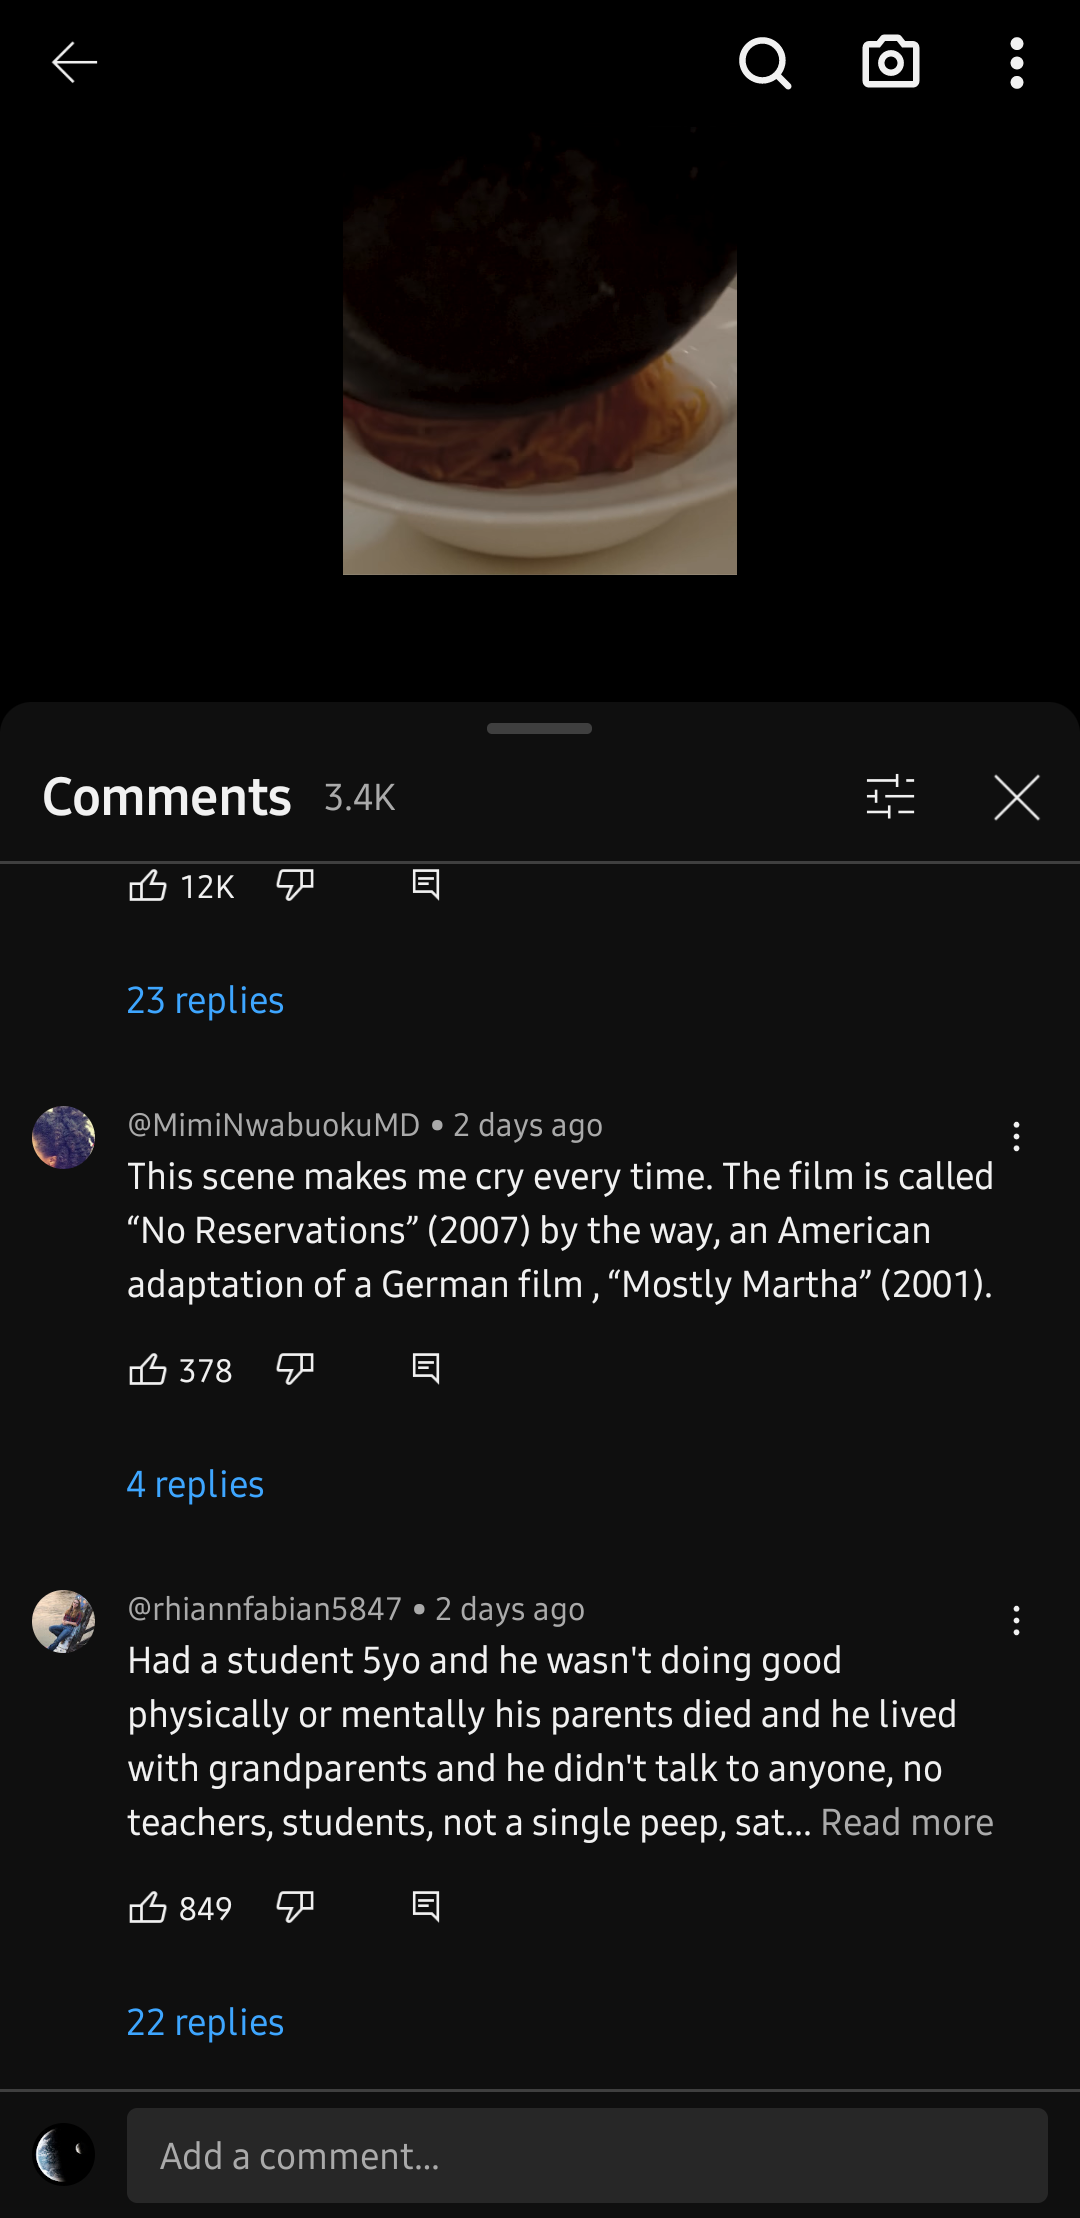 Comments 3.4K
12K
23 replies
@MimiNwabuokuMD • 2 days ago
This scene makes me cry every time. The film is called
“No Reservations” (2007) by the way, an American
adaptation of a German film , “Mostly Martha” (2001).
378
4 replies
@rhiannfabian5847 • 2 days ago
Had a student 5yo and he wasn't doing good
physically or mentally his parents died and he lived
with grandparents and he didn't talk to anyone, no
teachers, students, not a single peep, sat... Read more
849
22 replies
Add a comment...